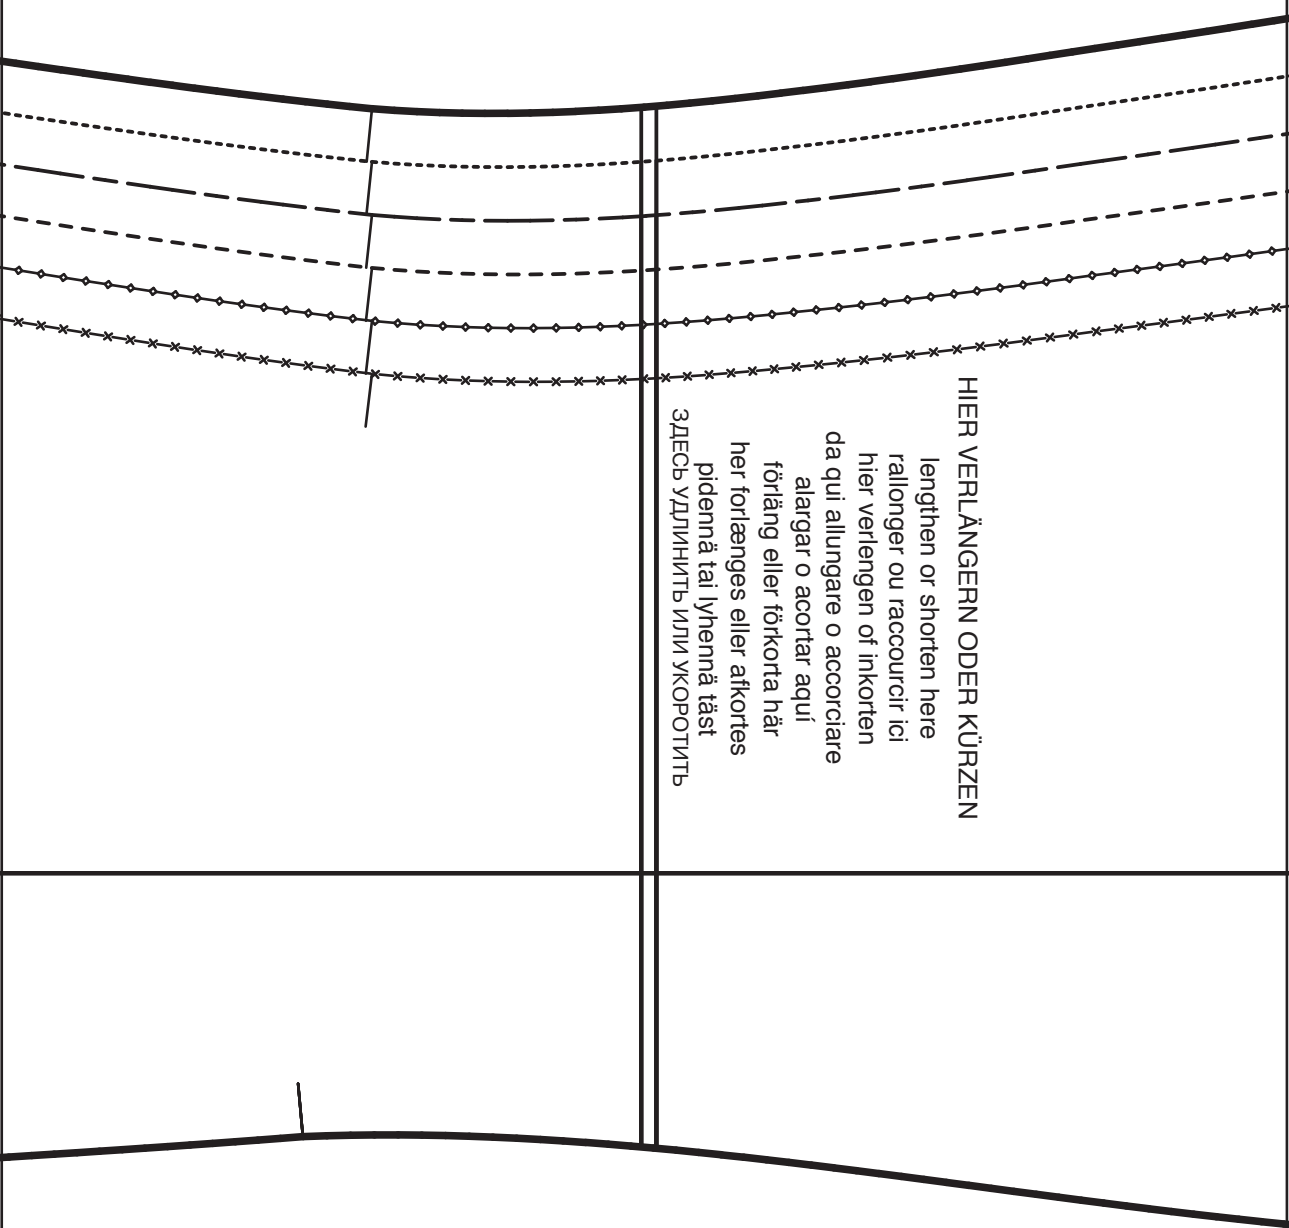 HIER VERLÄNGERN ODER KÜRZEN
lengthen or shorten here
rallonger ou raccourcir ici
hier verlengen of inkorten
da qui allungare o accorciare
alargar o acortar aquí
förläng eller förkorta här
her forlænges eller afkortes
pidennä tai lyhennä täst
ЗДЕСЬ УДЛИНИТЬ ИЛИ УКОРОТИТЬ